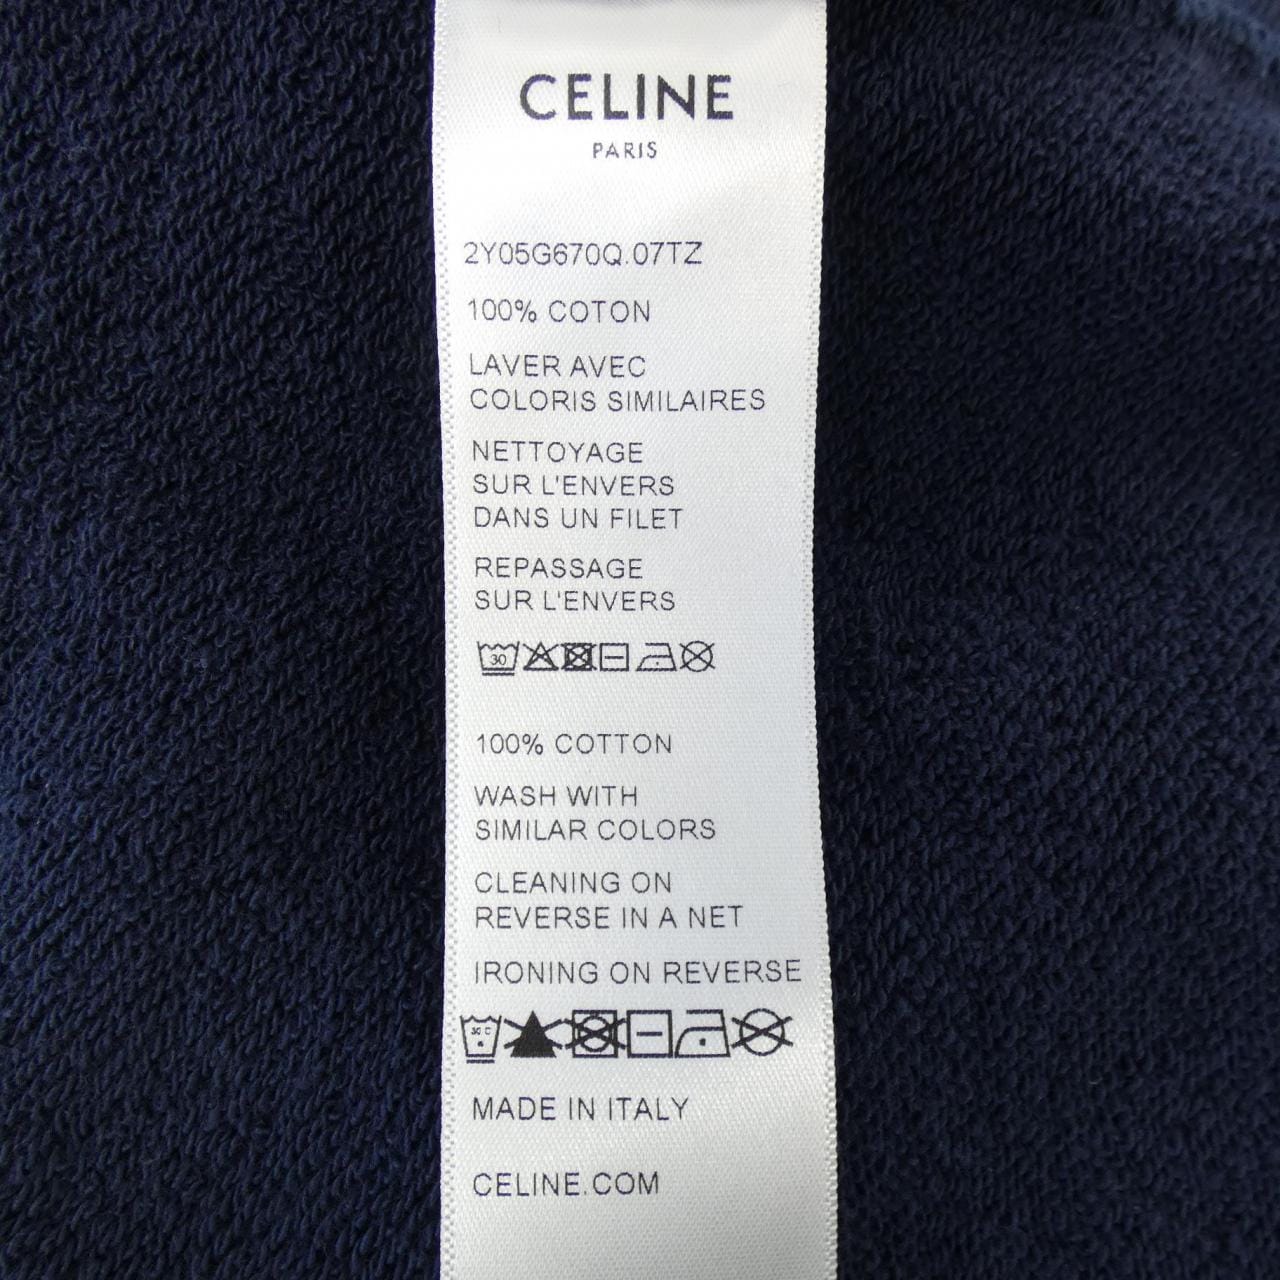 CELINE
PARIS
2Y05G670Q.07TZ
100% COTON
LAVER AVEC
COLORIS SIMILAIRES
NETTOYAGE
SUR L'ENVERS
DANS UN FILET
REPASSAGE
SUR L'ENVERS
30
100% COTTON
WASH WITH
SIMILAR COLORS
CLEANING ON
REVERSE IN A NET
IRONING ON REVERSE
30 C
MADE IN ITALY
CELINE.COM